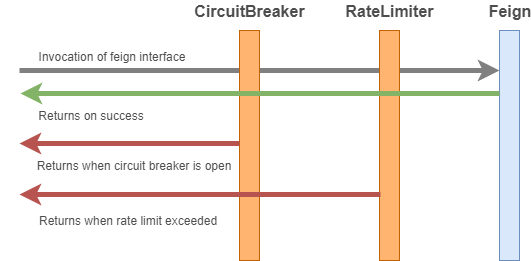 CircuitBreaker RateLimiter Feign
Invocation of feign interface
Returns on success
Returns when circuit breaker is open
Returns when rate limit exceeded